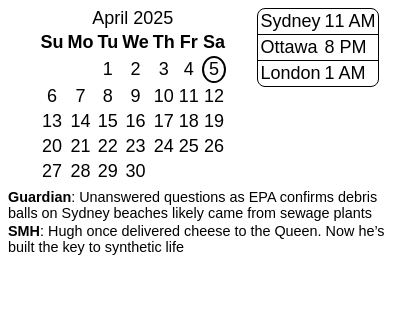 April 2025
Su Mo Tu We Th Fr Sa
1 2 3 4 5
6 7 8 9 10 11 12
13 14 15 16 17 18 19
20 21 22 23 24 25 26
27 28 29 30
Sydney 11 AM
Ottawa 8 PM
London 1 AM
Guardian: Unanswered questions as EPA confirms debris
balls on Sydney beaches likely came from sewage plants
SMH: Hugh once delivered cheese to the Queen. Now he's
built the key to synthetic life